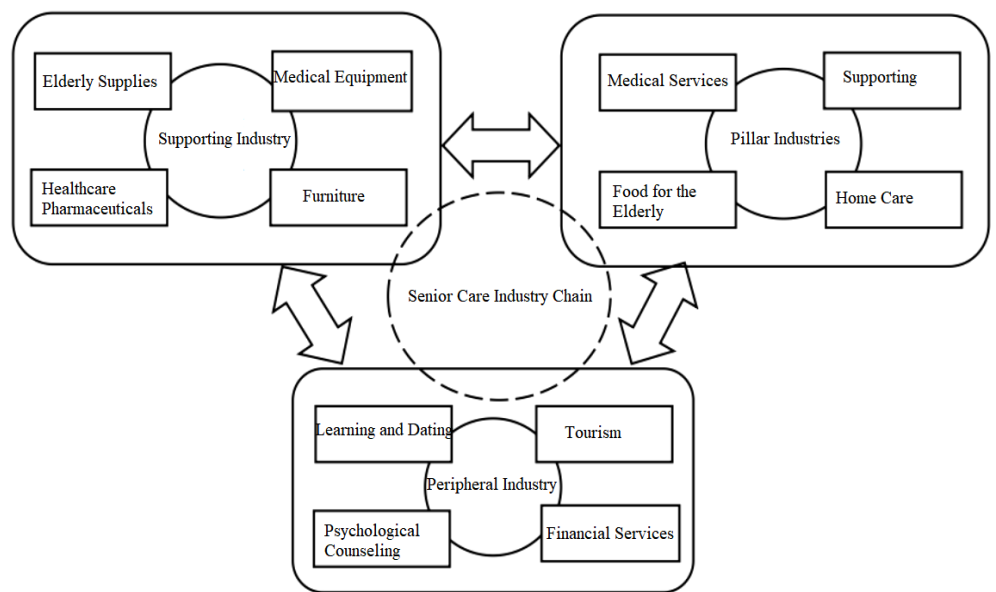 Elderly Supplies
Medical Equipment
Supporting Industry
Healthcare
Pharmaceuticals
Furniture
Medical Services
Supporting
Pillar Industries
Food for the
Elderly
Home Care
Senior Care Industry Chain
Learning and Dating
Tourism
Peripheral Industry
Psychological
Counseling
Financial Services